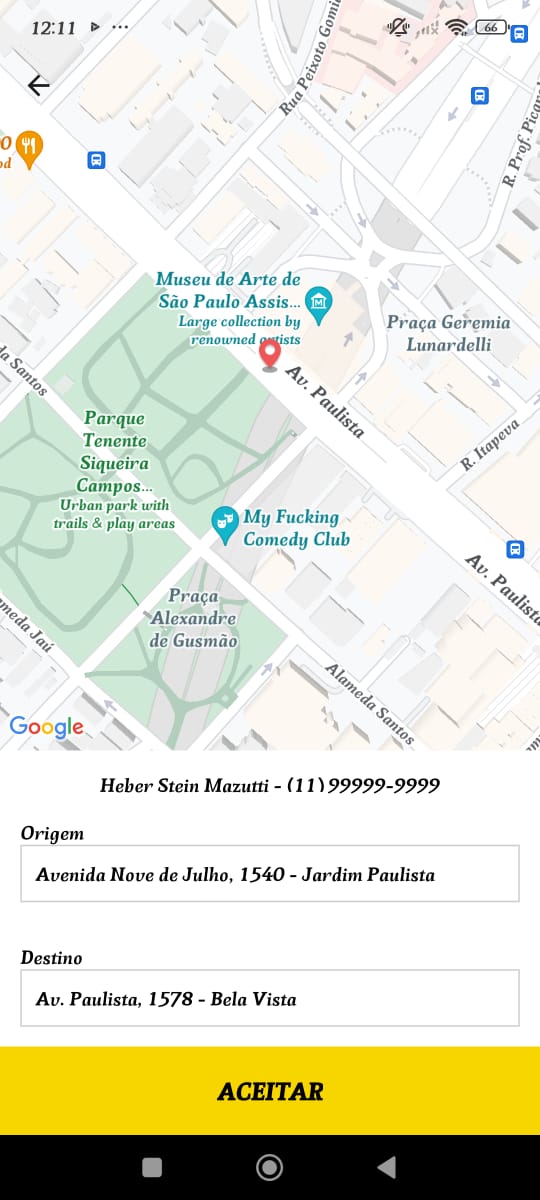 12:11
66
Rua Peixoto Gomi
R. Prof. Pica
o
od
Museu de Arte de
São Paulo Assis...
Large collection by
renowned artists
Praça Geremia
Lunardelli
da Santos
Av. Paulista
R. Itapeva
Parque
Tenente
Siqueira
Campos...
Urban park with
trails & play areas
My Fucking
Comedy Club
Av. Paulista
Praça
Alexandre
de Gusmão
meda Jaú
Alameda Santos
Google
Heber Stein Mazutti - (11)99999-9999
Origem
Avenida Nove de Julho, 1540 - Jardim Paulista
Destino
Av. Paulista, 1578 - Bela Vista
ACEITAR